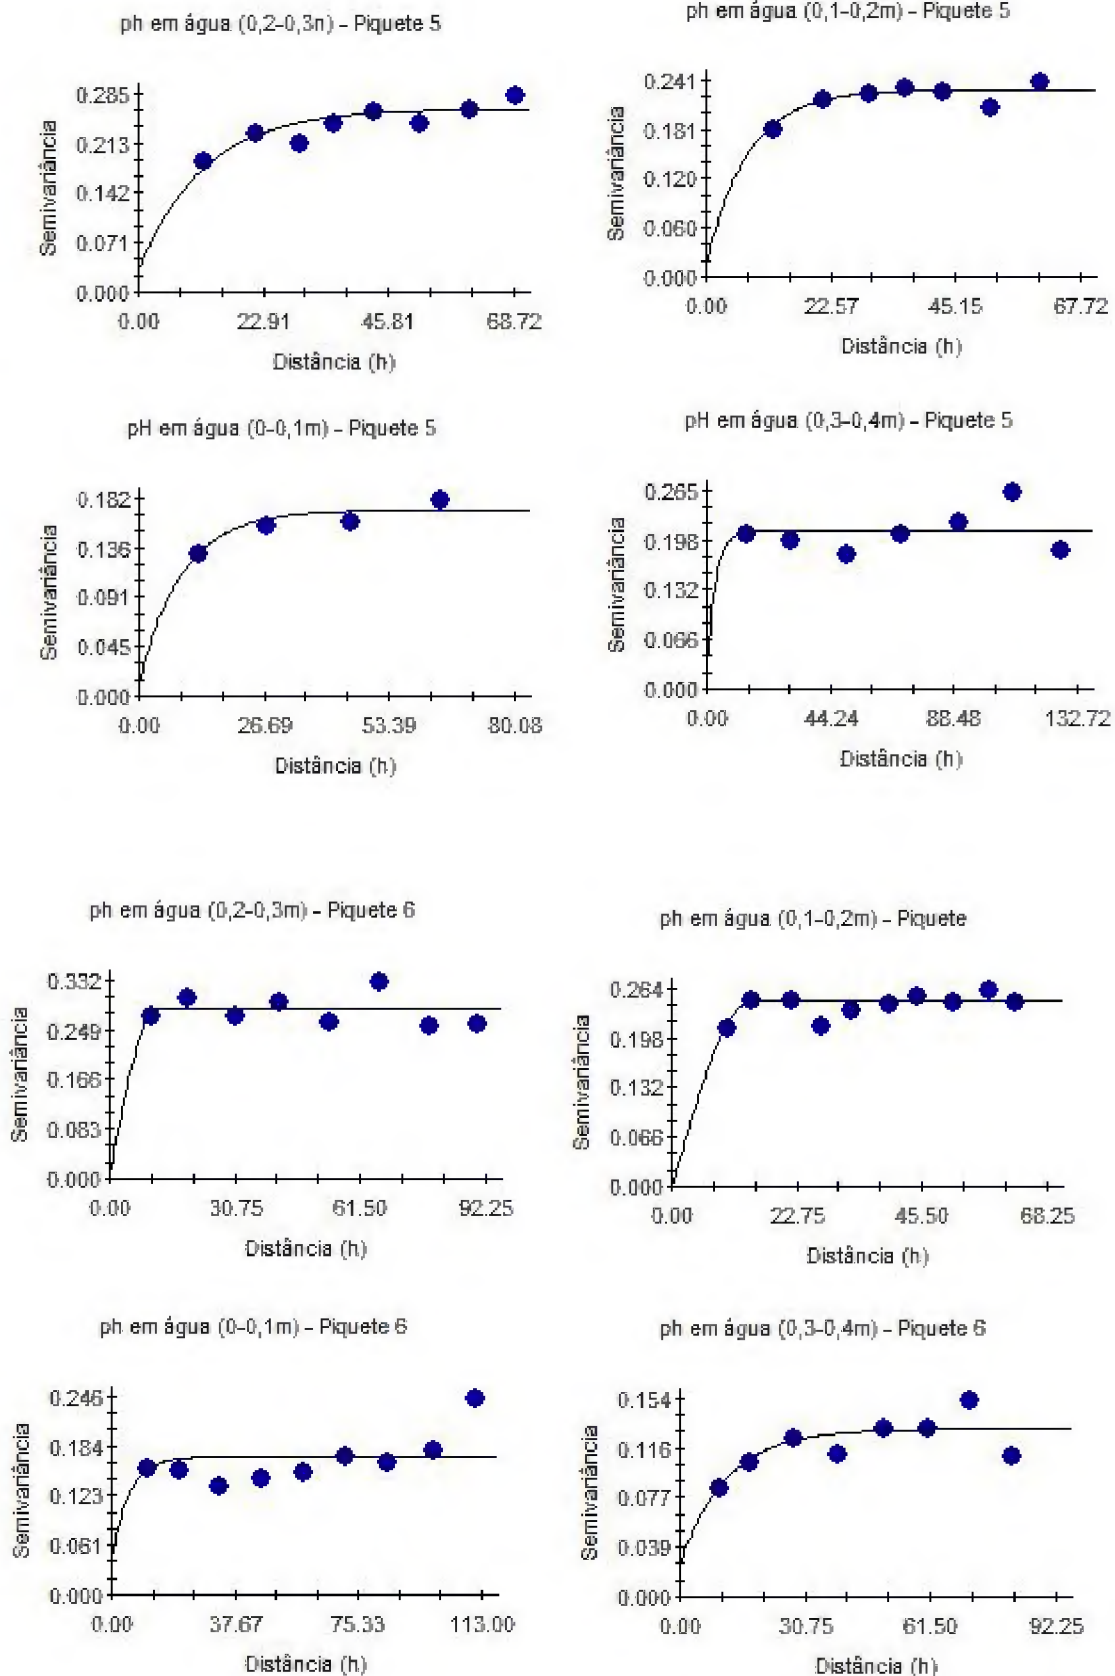 ph em água (0,2-0,3n) - Piquete 5
0.285
0.213
0.142
0.071
0.000
Semivariância
0.00 22.91 45.81 68.72
Distância (h)
ph em água (0,1-0,2m) - Piquete 5
0.241
0.181
0.120
0.060
0.000
Semivariância
0.00 22.57 45.15 67.72
Distância (h)
pH em água (0-0,1m) - Piquete 5
0.182
0.136
0.091
0.045
0.000
Semivariância
0.00 26.69 53.39 80.08
Distância (h)
pH em água (0,3-0,4m) - Piquete 5
0.265
0.198
0.132
0.066
0.000
Semivariância
0.00 44.24 88.48 132.72
Distância (h)
ph em água (0,2-0,3m) - Piquete 6
0.332
0.249
0.166
0.083
0.000
Semivariância
0.00 30.75 61.50 92.25
Distância (h)
ph em água (0,1-0,2m) - Piquete
0.264
0.198
0.132
0.066
0.000
Semivariância
0.00 22.75 45.50 68.25
Distância (h)
ph em água (0-0,1m) - Piquete 6
0.246
0.184
0.123
0.061
0.000
Semivariância
0.00 37.67 75.33 113.00
Distância (h)
ph em água (0,3-0,4m) - Piquete 6
0.154
0.116
0.077
0.039
0.000
Semivariância
0.00 30.75 61.50 92.25
Distância (h)